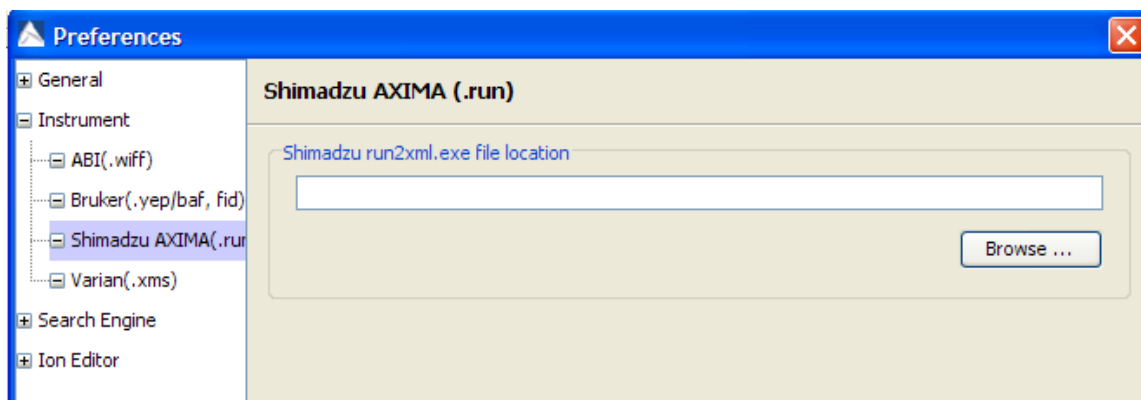 Preferences
General
Instrument
ABI(.wiff)
Bruker(.yep/baf, fid)
Shimadzu AXIMA(.run
Varian(.xms)
Search Engine
Ion Editor
Shimadzu AXIMA (.run)
Shimadzu run2xml.exe file location
Browse ...